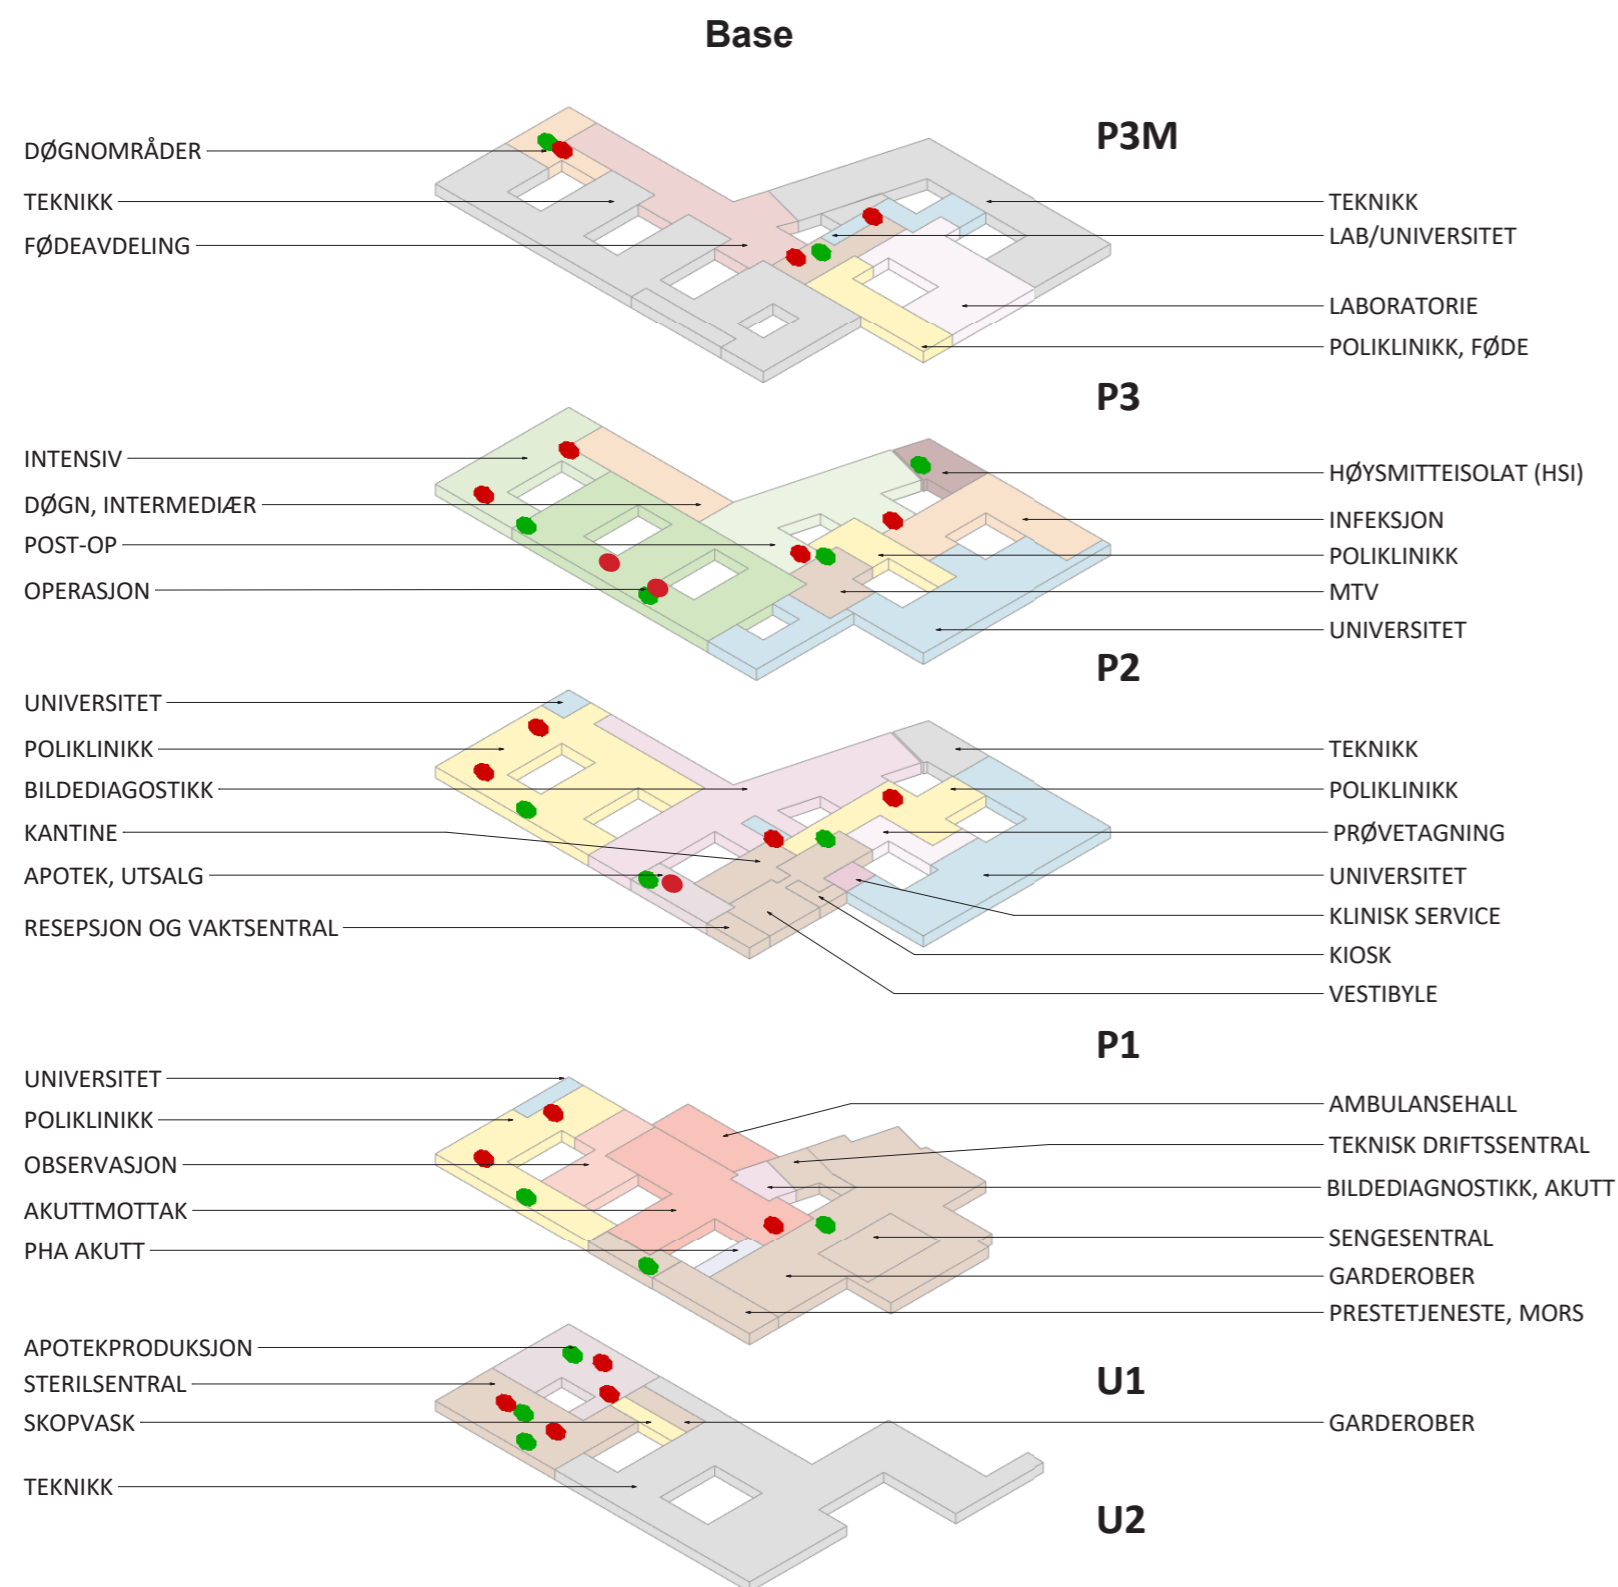 Base
P3M
DØGNOMRÅDER
TEKNIKK
FØDEAVDELING
TEKNIKK
LAB/UNIVERSITET
LABORATORIE
POLIKLINIKK, FØDE
P3
INTENSIV
DØGN, INTERMEDIÆR
POST-OP
OPERASJON
HØYSMITTEISOLAT (HSI)
INFEKSJON
POLIKLINIKK
MTV
UNIVERSITET
P2
UNIVERSITET
POLIKLINIKK
BILDEDIAGOSTIKK
KANTINE
APOTEK, UTSALG
RESEPSJON OG VAKTSENTRAL
TEKNIKK
POLIKLINIKK
PRØVETAGNING
UNIVERSITET
KLINISK SERVICE
KIOSK
VESTIBYLE
P1
UNIVERSITET
POLIKLINIKK
OBSERVASJON
AKUTTMOTTAK
PHA AKUTT
AMBULANSEHALL
TEKNISK DRIFTSSENTRAL
BILDEDIAGNOSTIKK, AKUTT
SENGESENTRAL
GARDEROBER
PRESTETJENESTE, MORS
U1
APOTEKPRODUKSJON
STERILSENTRAL
SKOPVASK
TEKNIKK
GARDEROBER
U2